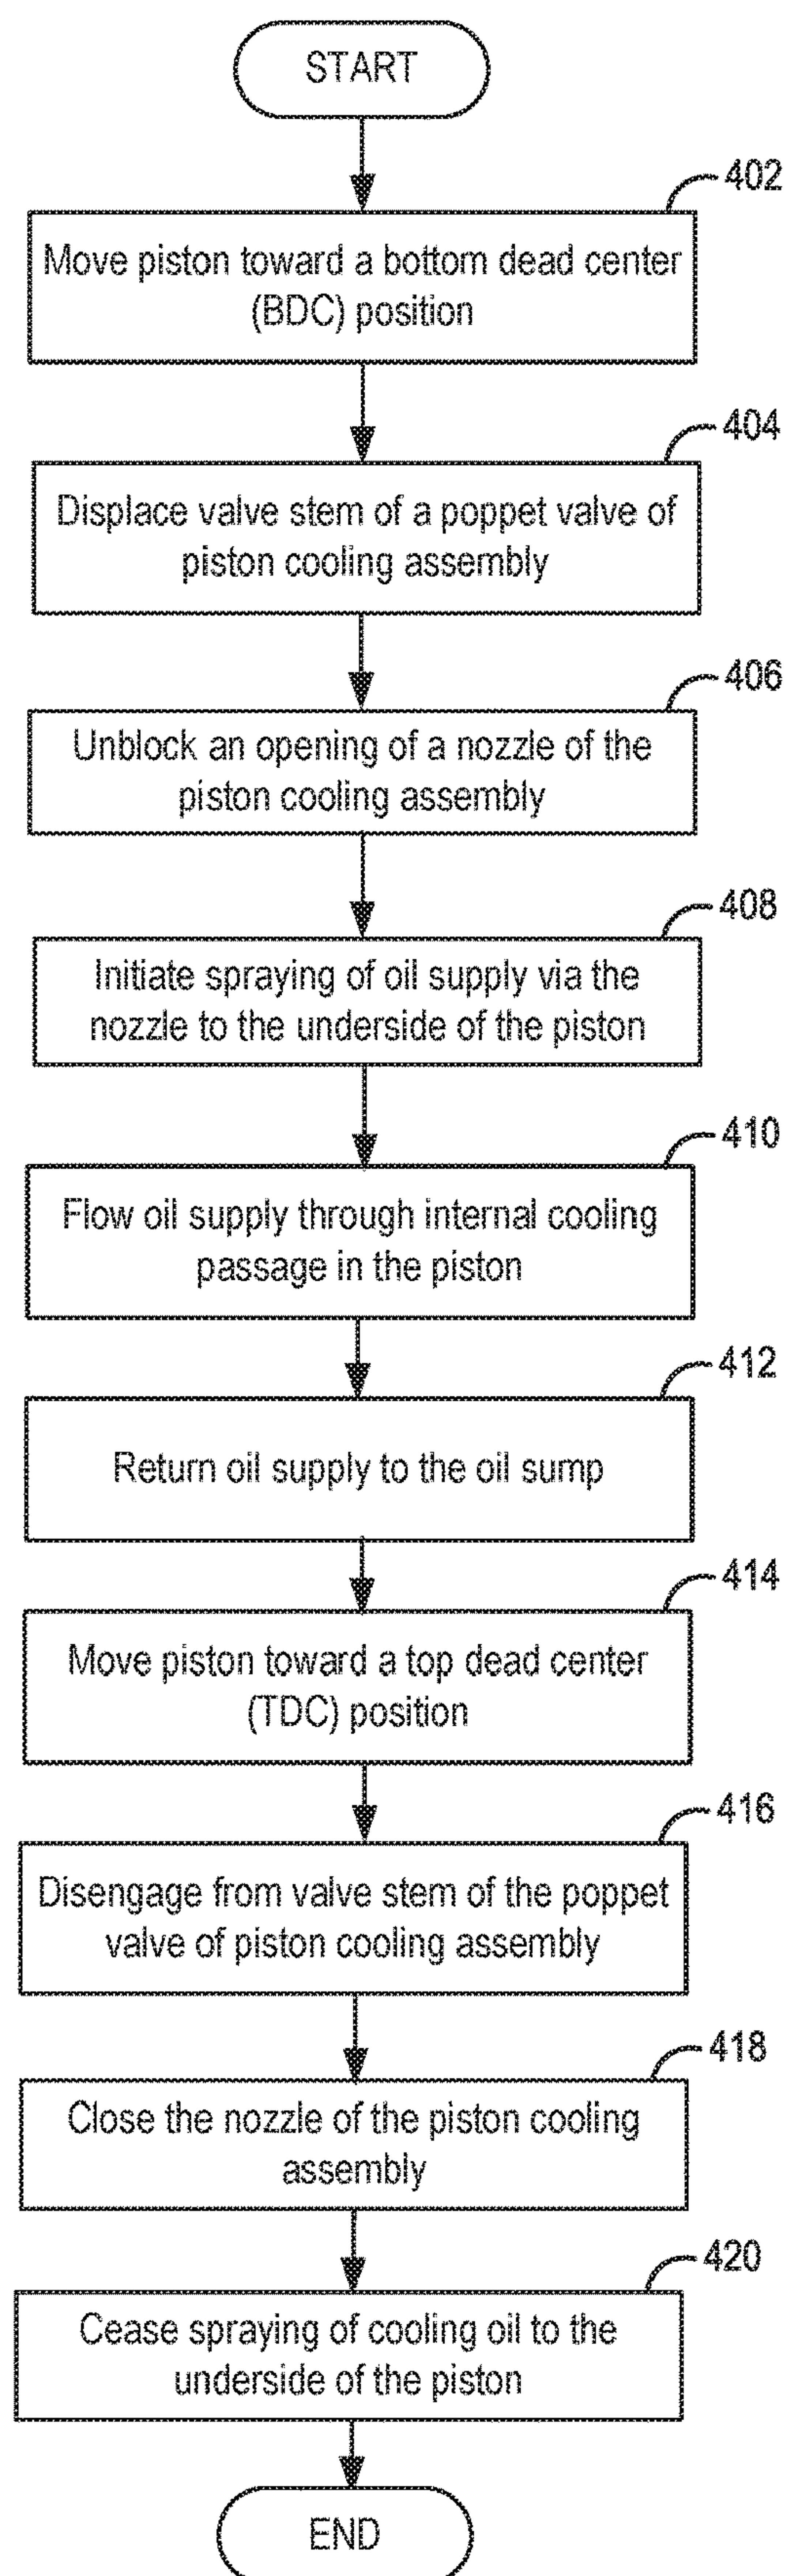 START
402
Move piston toward a bottom dead center
(BDC) position
404
Displace valve stem of a poppet valve of
piston cooling assembly
406
Unblock an opening of a nozzle of the
piston cooling assembly
408
Initiate spraying of oil supply via the
nozzle to the underside of the piston
410
Flow oil supply through internal cooling
passage in the piston
412
Return oil supply to the oil sump
414
Move piston toward a top dead center
(TDC) position
416
Disengage from valve stem of the poppet
valve of piston cooling assembly
418
Close the nozzle of the piston cooling
assembly
420
Cease spraying of cooling oil to the
underside of the piston
END